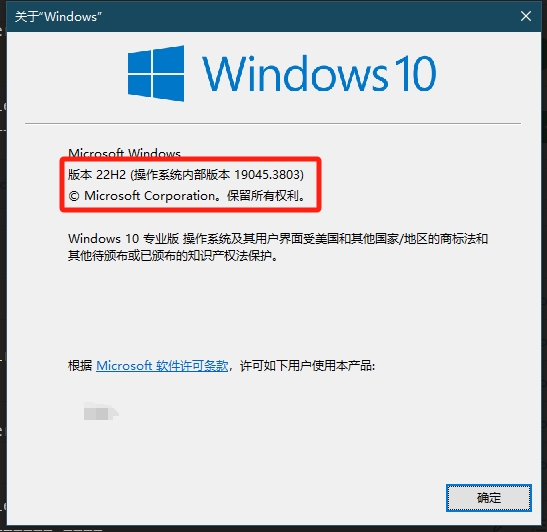 关于“Windows”
Windows 10
Microsoft Windows
版本 22H2 (操作系统内部版本 19045.3803)
© Microsoft Corporation。保留所有权利。
Windows 10 专业版 操作系统及其用户界面受美国和其他国家/地区的商标法和
其他待颁布或已颁布的知识产权法保护。
根据 Microsoft 软件许可条款，许可如下用户使用本产品:
确定